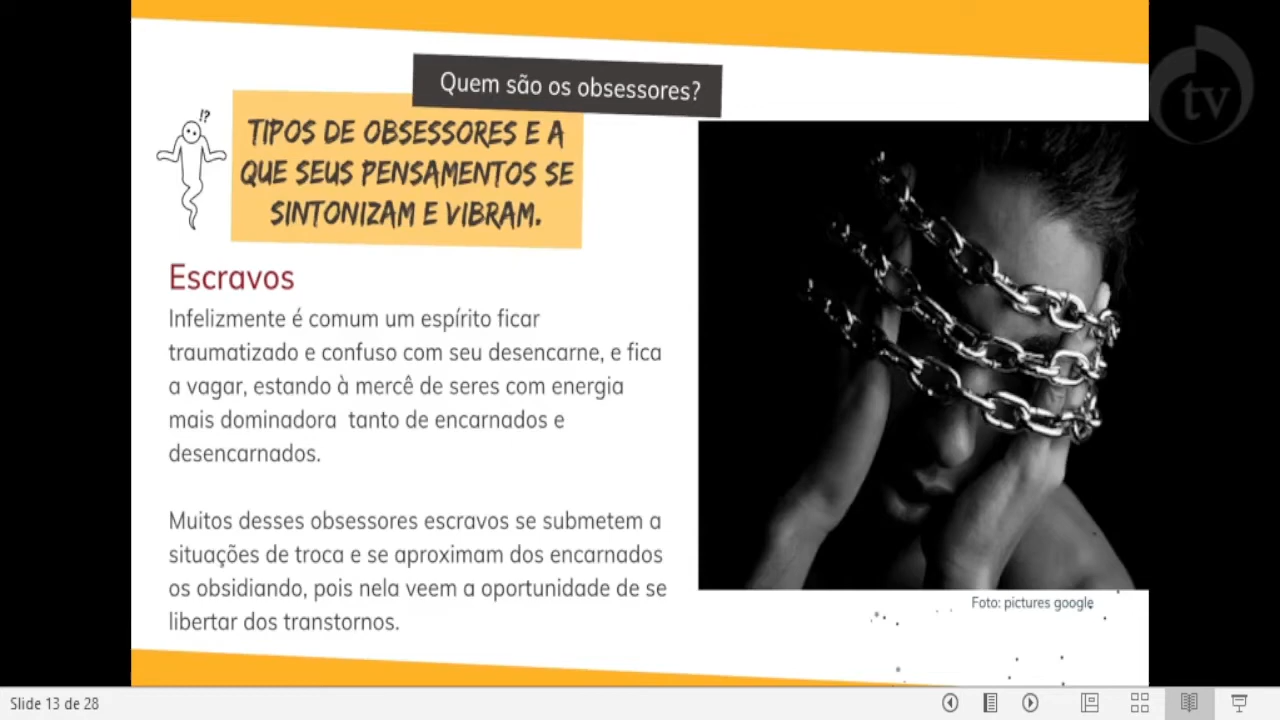 tv
Quem são os obsessores?
!?
TIPOS DE OBSESSORES E A
QUE SEUS PENSAMENTOS SE
SINTONIZAM E VIBRAM.
Escravos
Infelizmente é comum um espírito ficar
traumatizado e confuso com seu desencarne, e fica
a vagar, estando à mercê de seres com energia
mais dominadora  tanto de encarnados e
desencarnados.
Muitos desses obsessores escravos se submetem a
situações de troca e se aproximam dos encarnados
os obsidiando, pois nela veem a oportunidade de se
libertar dos transtornos.
Foto: pictures google
Slide 13 de 28